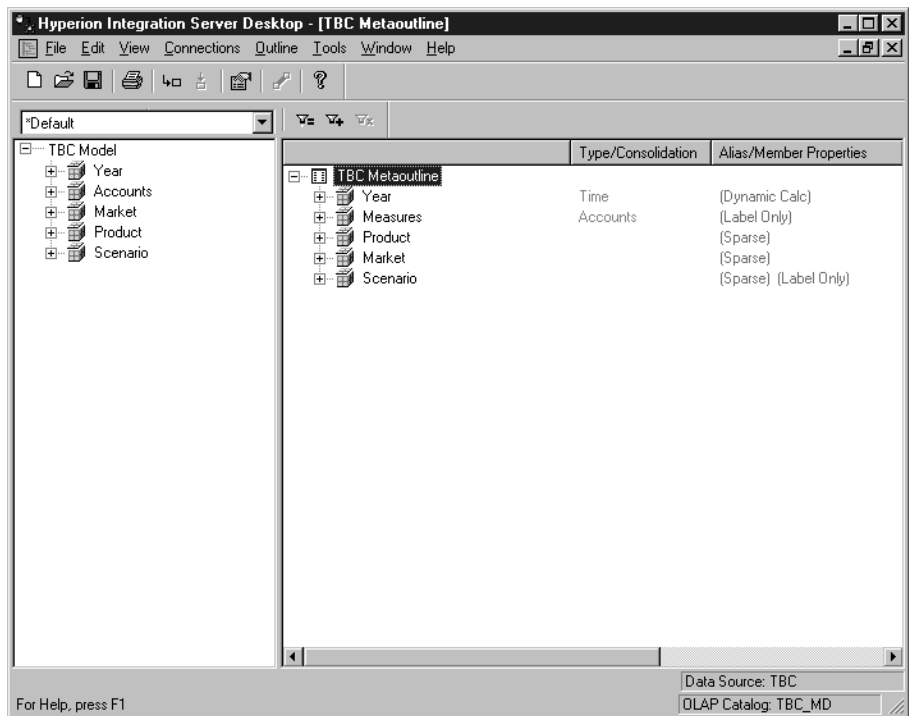 Hyperion Integration Server Desktop - [TBC Metaoutline]
File Edit View Connections Outline Tools Window Help
*Default
TBC Model
Year
Accounts
Market
Product
Scenario
Type/Consolidation Alias/Member Properties
TBC Metaoutline
Year Time (Dynamic Calc)
Measures Accounts (Label Only)
Product (Sparse)
Market (Sparse)
Scenario (Sparse) (Label Only)
Data Source: TBC
For Help, press F1 OLAP Catalog: TBC_MD